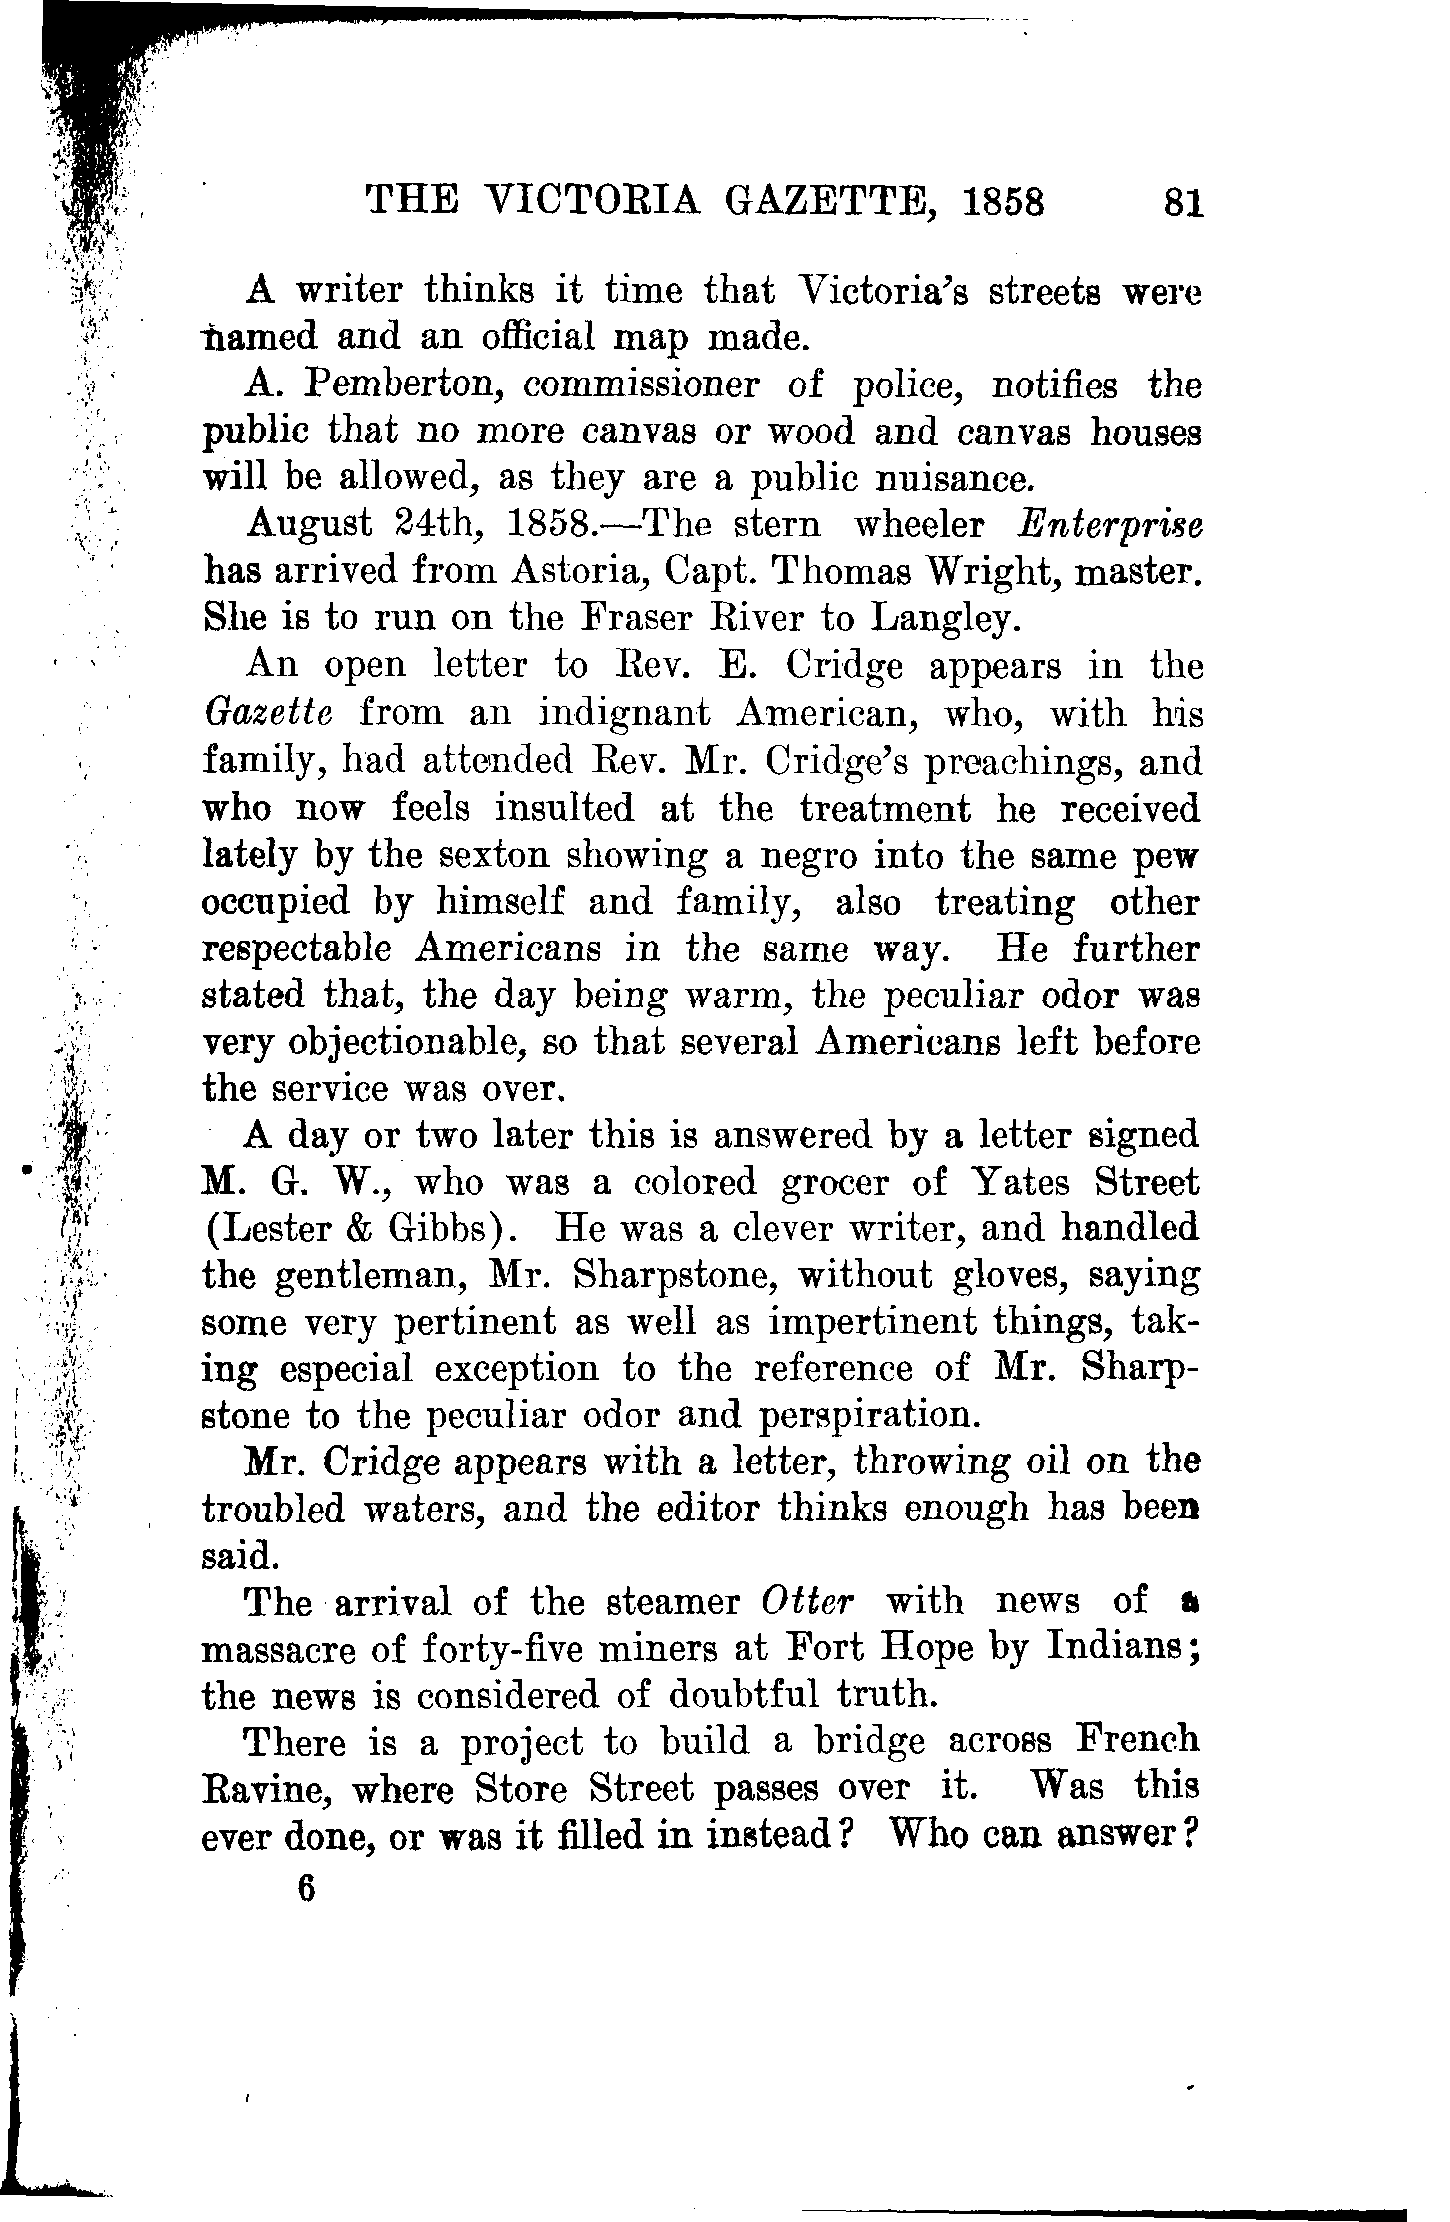 THE VICTORIA GAZETTE, 1858 81
A writer thinks it time that Victoria's streets were
named and an official map made.
A. Pemberton, commissioner of police, notifies the
public that no more canvas or wood and canvas houses
will be allowed, as they are a public nuisance.
August 24th, 1858.—The stern wheeler Enterprise
has arrived from Astoria, Capt. Thomas Wright, master.
She is to run on the Fraser River to Langley.
An open letter to Rev. E. Cridge appears in the
Gazette from an indignant American, who, with his
family, had attended Rev. Mr. Cridge's preachings, and
who now feels insulted at the treatment he received
lately by the sexton showing a negro into the same pew
occupied by himself and family, also treating other
respectable Americans in the same way. He further
stated that, the day being warm, the peculiar odor was
very objectionable, so that several Americans left before
the service was over.
A day or two later this is answered by a letter signed
M. G. W., who was a colored grocer of Yates Street
(Lester & Gibbs). He was a clever writer, and handled
the gentleman, Mr. Sharpstone, without gloves, saying
some very pertinent as well as impertinent things, tak-
ing especial exception to the reference of Mr. Sharp-
stone to the peculiar odor and perspiration.
Mr. Cridge appears with a letter, throwing oil on the
troubled waters, and the editor thinks enough has been
said.
The arrival of the steamer Otter with news of a
massacre of forty-five miners at Fort Hope by Indians;
the news is considered of doubtful truth.
There is a project to build a bridge across French
Ravine, where Store Street passes over it. Was this
ever done, or was it filled in instead? Who can answer?
6